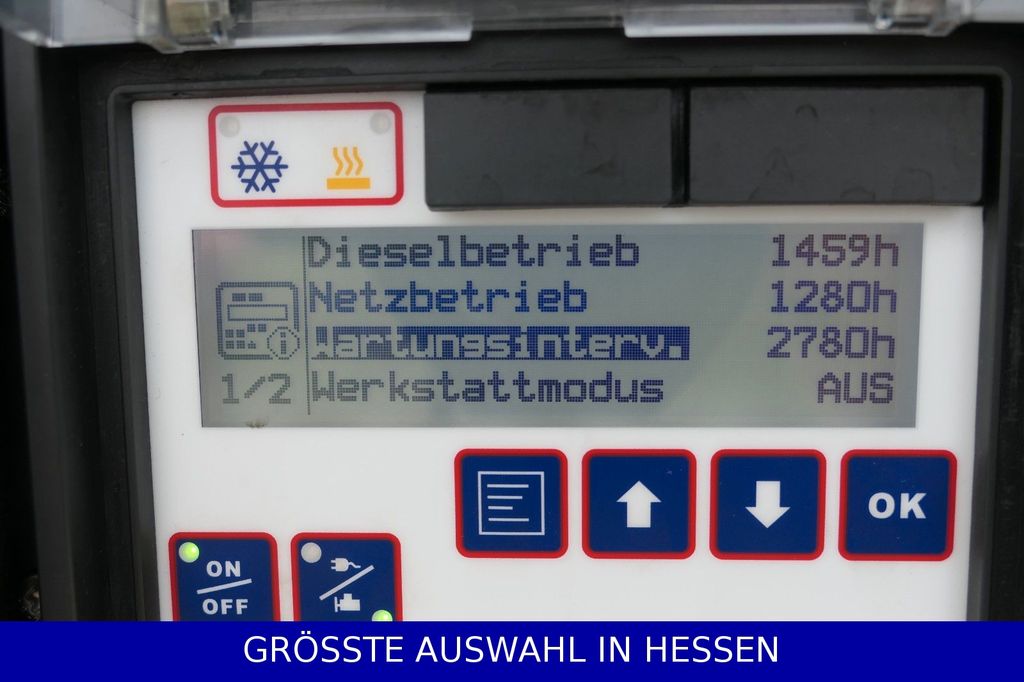 Dieselbetrieb 1459h
Netzbetrieb 1280h
Wartungsinterv. 2780h
1/2 Werkstattmodus AUS
OK
ON
OFF
GRÖSSTE AUSWAHL IN HESSEN